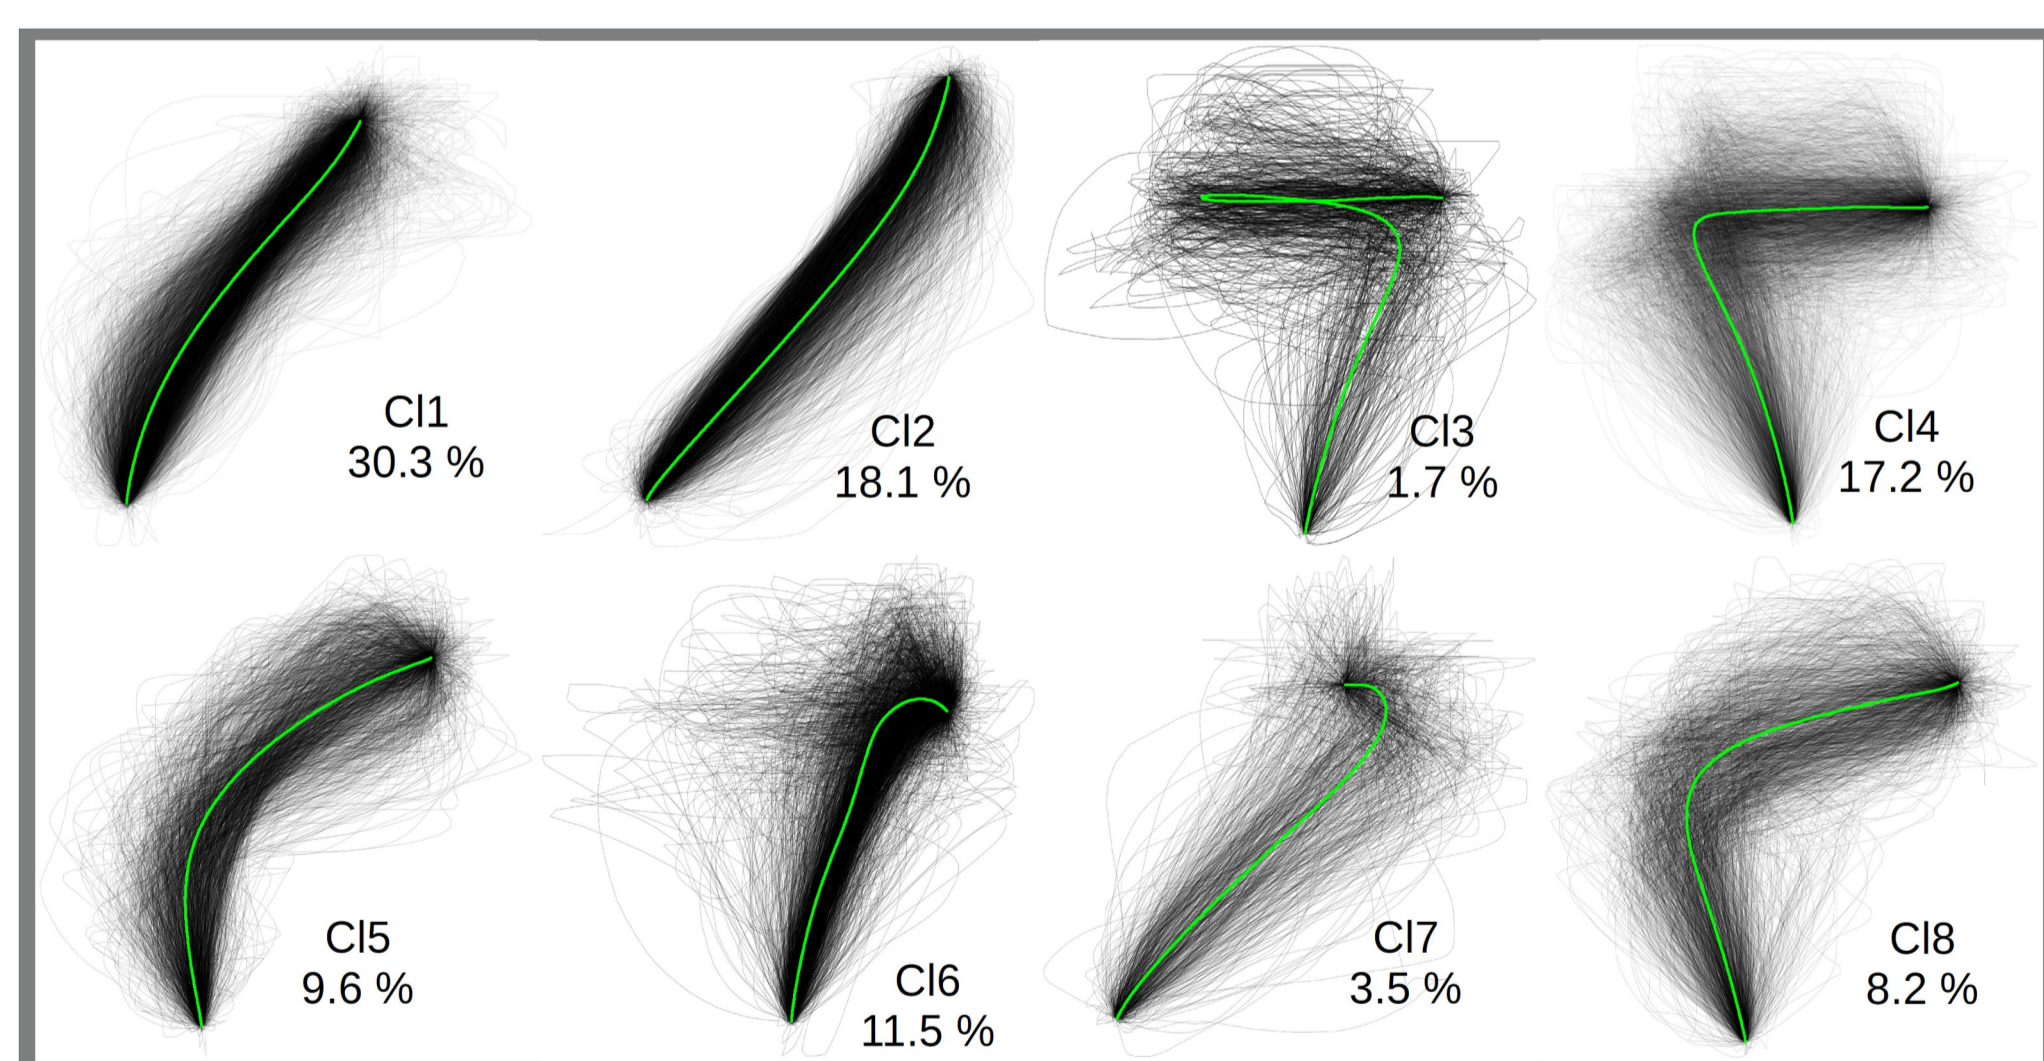 Cl1
30.3 %
Cl2
18.1 %
Cl3
1.7 %
Cl4
17.2 %
Cl5
9.6 %
Cl6
11.5 %
Cl7
3.5 %
Cl8
8.2 %